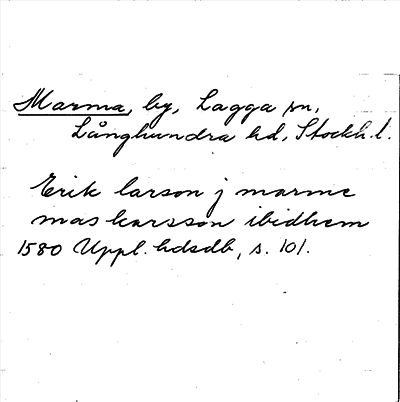 Marma, by, Lagga sn,
Långhundra hd, Stockh. l.
Erik larson j marme
mas larsson ibidhem
1580 Uppl. hdsdb, s. 101.